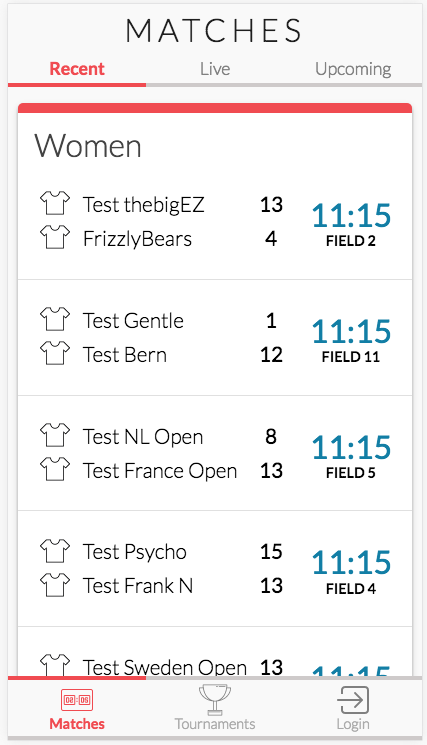 MATCHES
Recent Live Upcoming
Women
Test thebigEZ 13
11:15
FrizzlyBears 4
FIELD 2
Test Gentle 1
11:15
Test Bern 12
FIELD 11
Test NL Open 8
11:15
Test France Open 13
FIELD 5
Test Psycho 15
11:15
Test Frank N 13
FIELD 4
Test Sweden Open 13
11:15
Matches Tournaments Login